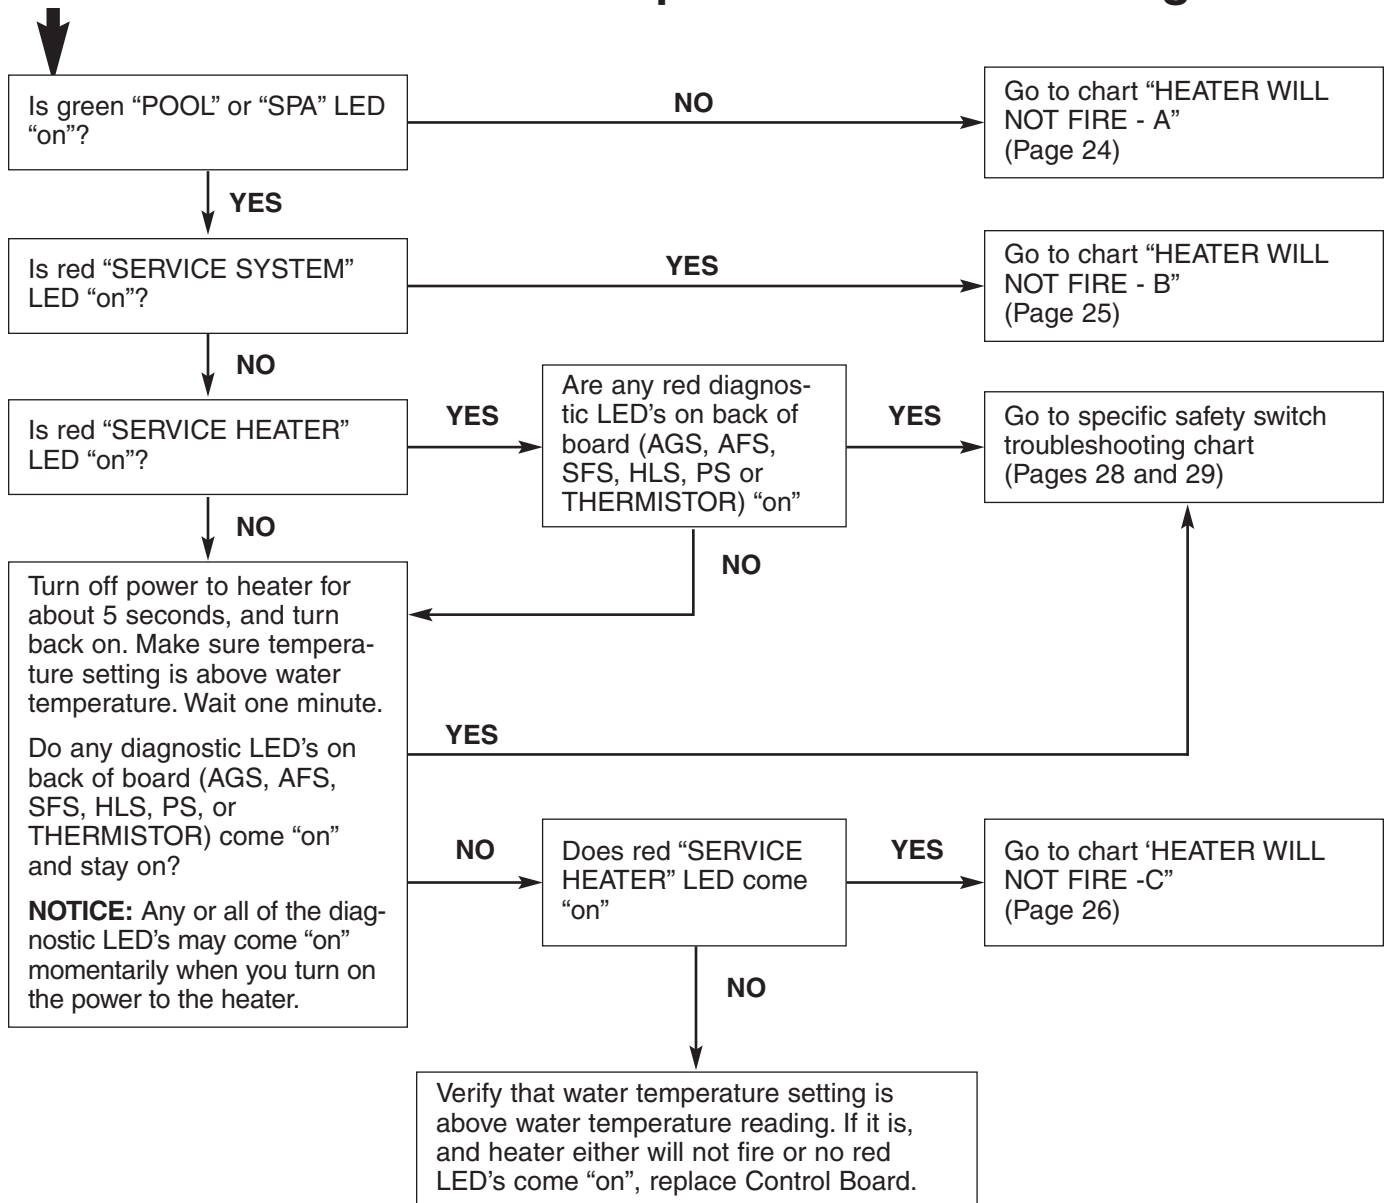 Is green “POOL” or “SPA” LED
“on”?
NO
Go to chart “HEATER WILL
NOT FIRE - A”
(Page 24)
YES
Is red “SERVICE SYSTEM”
LED “on”?
YES
Go to chart “HEATER WILL
NOT FIRE - B”
(Page 25)
NO
Is red “SERVICE HEATER”
LED “on”?
YES
Are any red diagnos-
tic LED’s on back of
board (AGS, AFS,
SFS, HLS, PS or
THERMISTOR) “on”
YES
Go to specific safety switch
troubleshooting chart
(Pages 28 and 29)
NO
NO
Turn off power to heater for
about 5 seconds, and turn
back on. Make sure tempera-
ture setting is above water
temperature. Wait one minute.
Do any diagnostic LED’s on
back of board (AGS, AFS,
SFS, HLS, PS, or
THERMISTOR) come “on”
and stay on?
NOTICE: Any or all of the diag-
nostic LED’s may come “on”
momentarily when you turn on
the power to the heater.
YES
NO
Does red “SERVICE
HEATER” LED come
“on”
YES
Go to chart ‘HEATER WILL
NOT FIRE -C”
(Page 26)
NO
Verify that water temperature setting is
above water temperature reading. If it is,
and heater either will not fire or no red
LED’s come “on”, replace Control Board.